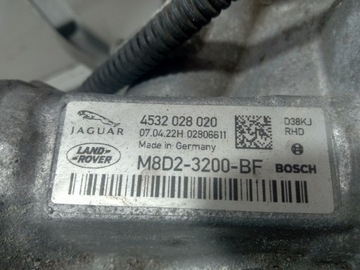 JAGUAR
4532 028 020
07.04.22H 02806611
Made in Germany
D38KJ
RHD
LAND
ROVER
M8D2-3200-BF
BOSCH